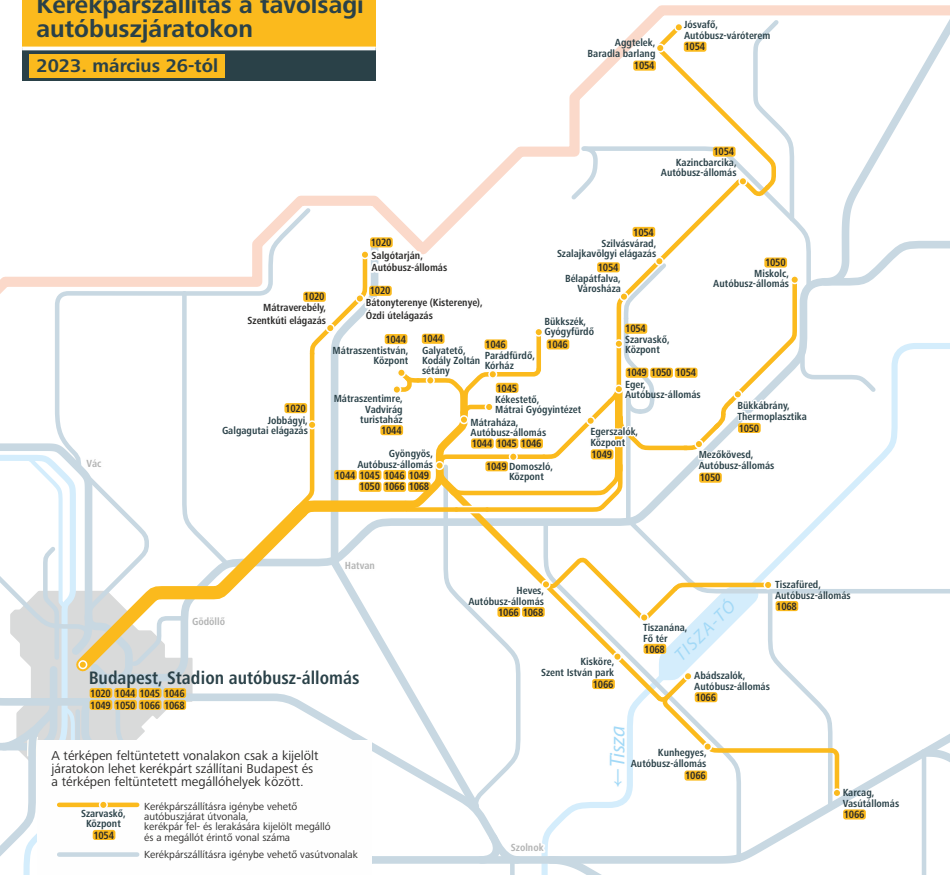 Kerékpárszállítás a távolsági
autóbuszjáratokon
2023. március 26-tól
Jósvafő,
Autóbusz-váróterem
1054
Aggtelek,
Baradla barlang
1054
1054
Kazincbarcika,
Autóbusz-állomás
1054
Szilvásvárad,
Szalajkavölgyi elágazás
1054
Bélapátfalva,
Városháza
1050
Miskolc,
Autóbusz-állomás
1020
Salgótarján,
Autóbusz-állomás
1020
Bátonyterenye (Kisterenye),
Ózdi útelágazás
1020
Mátraverebély,
Szentkúti elágazás
1044
Mátraszentistván,
Központ
1044
Galyatető,
Kodály Zoltán
sétány
1046
Parádfürdő,
Kórház
Bükkszék,
Gyógyfürdő
1046
1054
Szarvaskő,
Központ
1049 1050 1054
Eger,
Autóbusz-állomás
1045
Kékestető,
Mátrai Gyógyintézet
Mátraszentimre,
Vadvirág
turistaház
1044
Mátraháza,
Autóbusz-állomás
1044 1045 1046
1020
Jobbágyi,
Galgagutai elágazás
Bükkábrány,
Thermoplasztika
1050
Egerszalók,
Központ
1049
Mezőkövesd,
Autóbusz-állomás
1050
Gyöngyös,
Autóbusz-állomás
1044 1045 1046 1049
1050 1066 1068
1049 Domoszló,
Központ
Vác
Hatvan
Gödöllő
Heves,
Autóbusz-állomás
1066 1068
Tiszafüred,
Autóbusz-állomás
1068
Tiszanána,
Fő tér
1068
TISZA-TÓ
Kisköre,
Szent István park
1066
Abádszalók,
Autóbusz-állomás
1066
Budapest, Stadion autóbusz-állomás
1020 1044 1045 1046
1049 1050 1066 1068
←Tisza
Kunhegyes,
Autóbusz-állomás
1066
Karcag,
Vasútállomás
1066
Szolnok
A térképen feltüntetett vonalakon csak a kijelölt
járatokon lehet kerékpárt szállítani Budapest és
a térképen feltüntetett megállóhelyek között.
Szarvaskő,
Központ
1054
Kerékpárszállításra igénybe vehető
autóbuszjárat útvonala,
kerékpár fel- és lerakására kijelölt megálló
és a megállót érintő vonal száma
Kerékpárszállításra igénybe vehető vasútvonalak